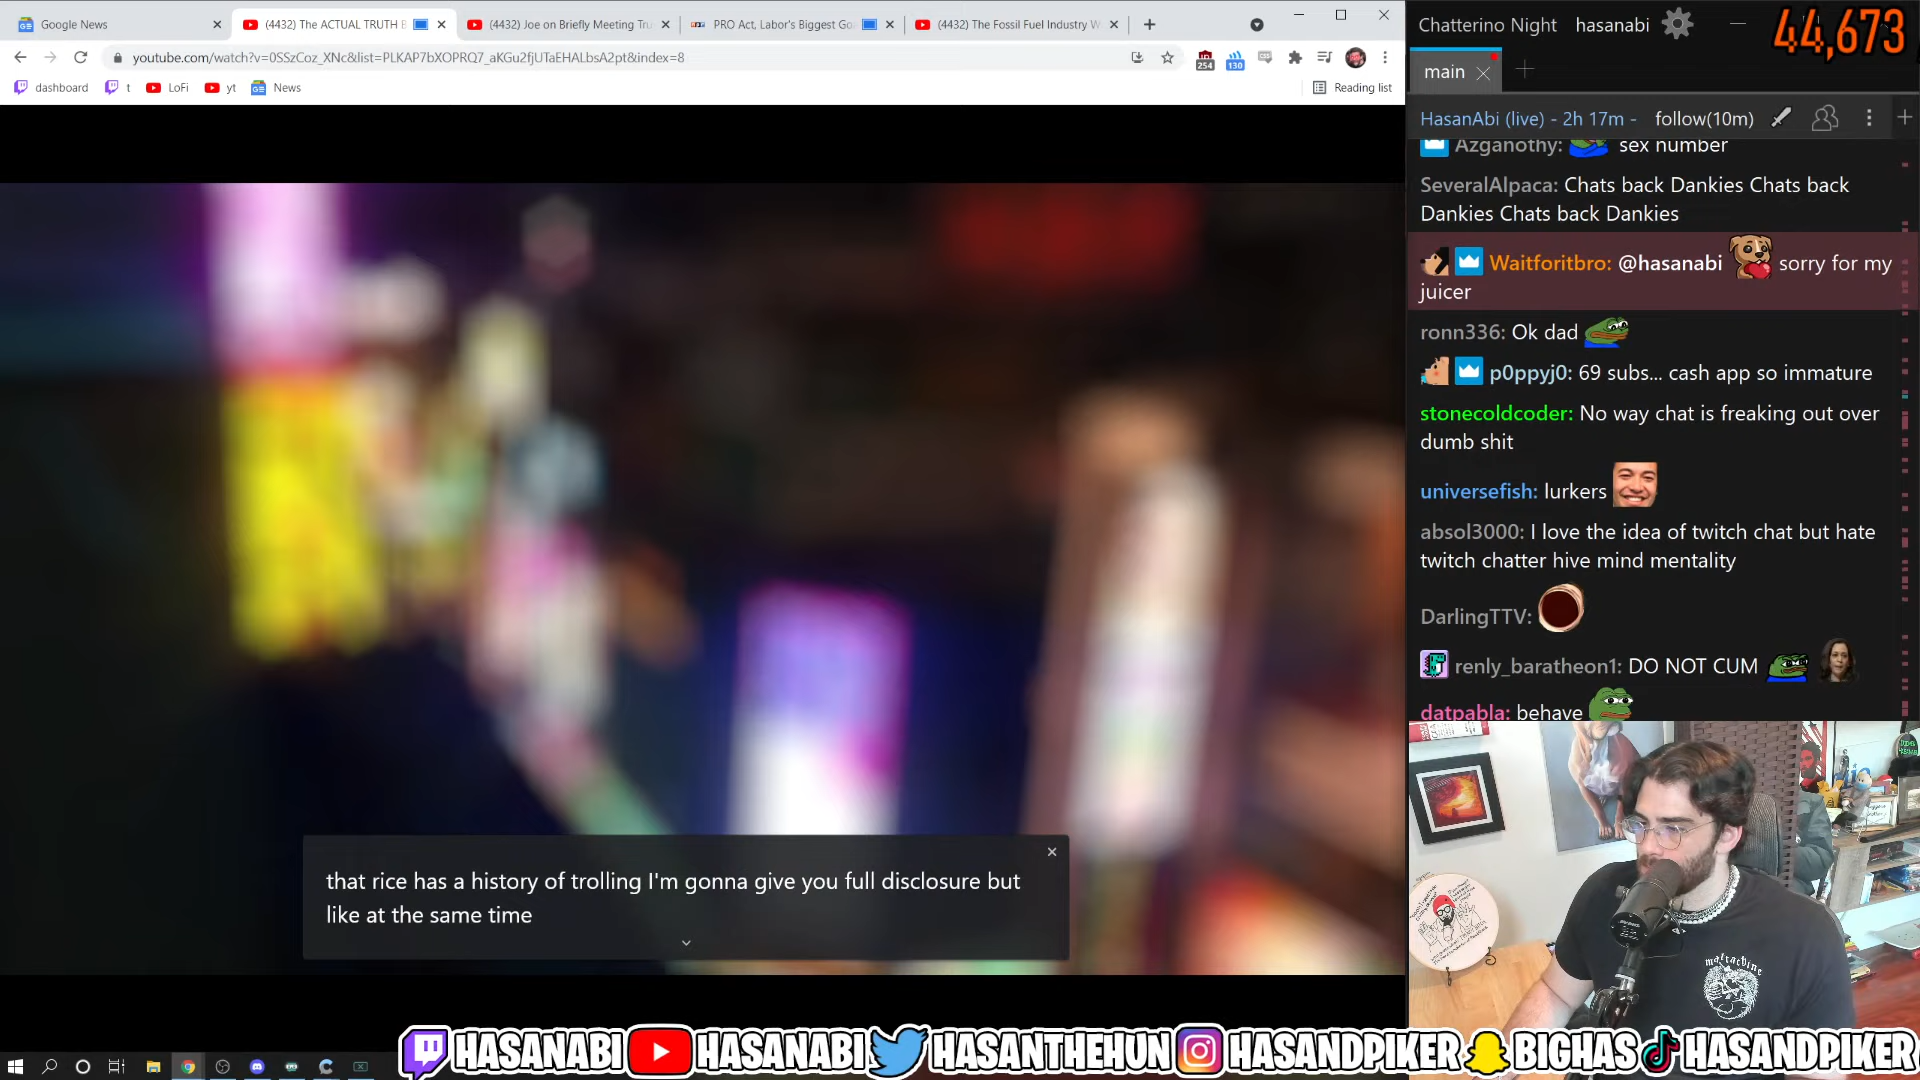 Google News
(4432) The ACTUAL TRUTH B
(4432) Joe on Briefly Meeting Tru
PRO Act, Labor's Biggest Go
(4432) The Fossil Fuel Industry W
youtube.com/watch?v=0SSzCoz_XNc&list=PLKAP7bXOPRQ7_aKGu2fjUTaEHALbsA2pt&index=8
254
130
dashboard
t
LoFi
yt
News
Reading list
Chatterino Night
hasanabi
44,673
main
HasanAbi (live) - 2h 17m -
follow(10m)
Azganothy: sex number
SeveralAlpaca: Chats back Dankies Chats back
Dankies Chats back Dankies
Waitforitbro: @hasanabi sorry for my
juicer
ronn336: Ok dad
p0ppyj0: 69 subs... cash app so immature
stonecoldcoder: No way chat is freaking out over
dumb shit
universefish: lurkers
absol3000: I love the idea of twitch chat but hate
twitch chatter hive mind mentality
DarlingTTV:
renly_baratheon1: DO NOT CUM
datpabla: behave
that rice has a history of trolling I'm gonna give you full disclosure but
like at the same time
HASANABI
HASANABI
HASANTHEHUN
HASANDPIKER
BIGHAS
HASANDPIKER